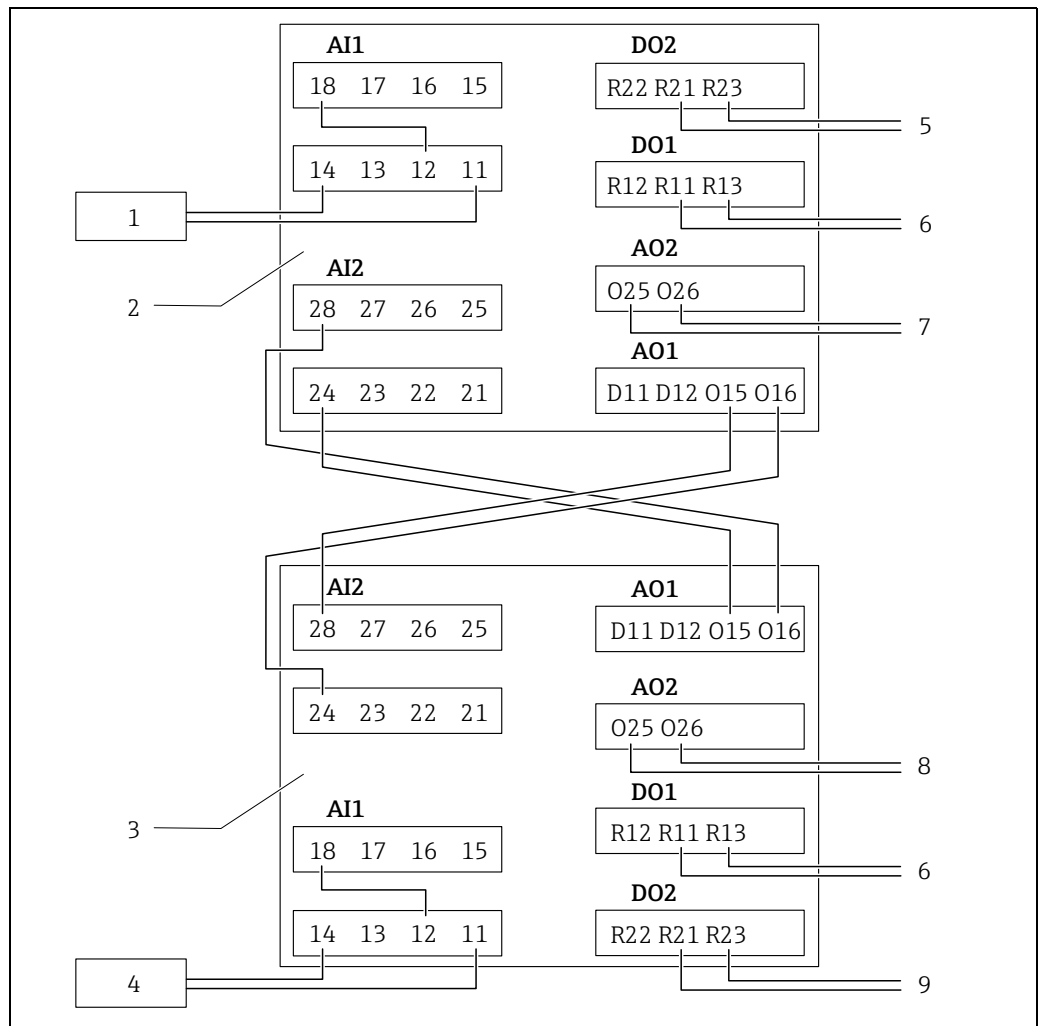 AI1 DO2
18 17 16 15 R22 R21 R23
5
DO1
14 13 12 11 R12 R11 R13
1 6
AO2
AI2
2 28 27 26 25 O25 O26
7
AO1
24 23 22 21 D11 D12 O15 O16
AI2 AO1
28 27 26 25 D11 D12 O15 O16
AO2
24 23 22 21 O25 O26
8
DO1
AI1
3 R12 R11 R13
18 17 16 15
6
DO2
14 13 12 11 R22 R21 R23
4 9